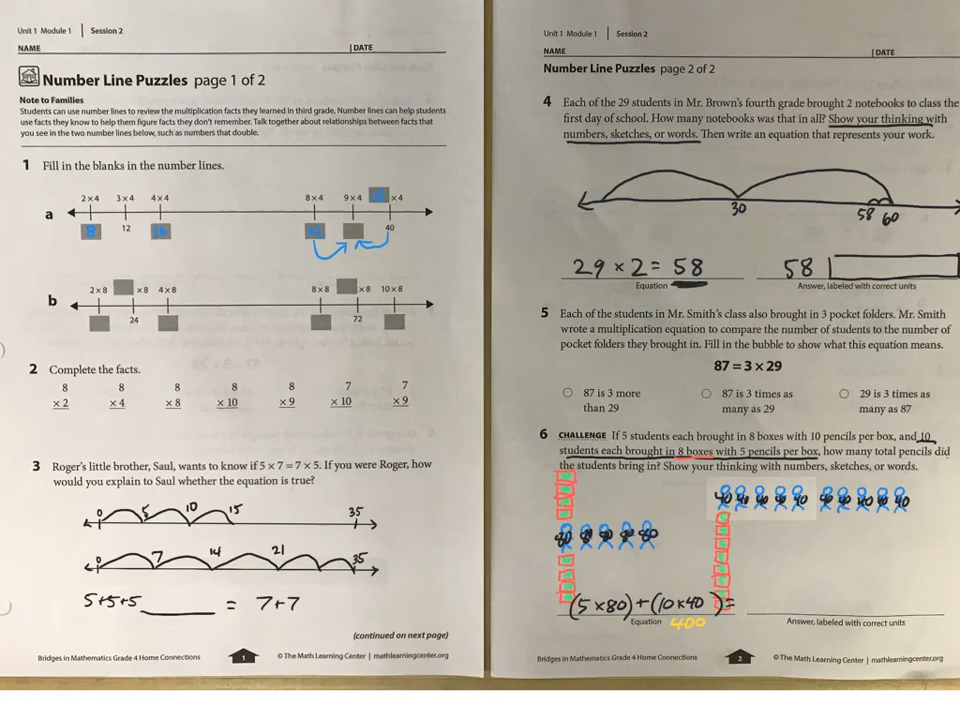 Unit 1 Module 1 | Session 2
NAME | DATE
Number Line Puzzles page 1 of 2
Note to Families
Students can use number lines to review the multiplication facts they learned in third grade. Number lines can help students
use facts they know to help them figure facts they don't remember. Talk together about relationships between facts that
you see in the two number lines below, such as numbers that double.
1 Fill in the blanks in the number lines.
2 x 4 3 x 4 4 x 4 8 x 4 9 x 4 x 4
a
8 12 16 40
2 x 8 x 8 4 x 8 8 x 8 x 8 10 x 8
b
24 72
2 Complete the facts.
8 8 8 8 8 7 7
x 2 x 4 x 8 x 10 x 9 x 10 x 9
3 Roger's little brother, Saul, wants to know if 5 x 7 = 7 x 5. If you were Roger, how
would you explain to Saul whether the equation is true?
0 5 10 15 35
0 7 14 21 35
5+5+5 = 7+7
(continued on next page)
Bridges in Mathematics Grade 4 Home Connections 1 © The Math Learning Center | mathlearningcenter.org
Unit 1 Module 1 | Session 2
NAME | DATE
Number Line Puzzles page 2 of 2
4 Each of the 29 students in Mr. Brown's fourth grade brought 2 notebooks to class the
first day of school. How many notebooks was that in all? Show your thinking with
numbers, sketches, or words. Then write an equation that represents your work.
30 58 60
29 x 2 = 58 58
Equation Answer, labeled with correct units
5 Each of the students in Mr. Smith's class also brought in 3 pocket folders. Mr. Smith
wrote a multiplication equation to compare the number of students to the number of
pocket folders they brought in. Fill in the bubble to show what this equation means.
87 = 3 x 29
87 is 3 more 87 is 3 times as 29 is 3 times as
than 29 many as 29 many as 87
6 CHALLENGE If 5 students each brought in 8 boxes with 10 pencils per box, and 10
students each brought in 8 boxes with 5 pencils per box, how many total pencils did
the students bring in? Show your thinking with numbers, sketches, or words.
40 40 40 40 40 40 40 40 40 40
80 80 80 80 80
(5 x 80) + (10 x 40) =
Equation 400 Answer, labeled with correct units
Bridges in Mathematics Grade 4 Home Connections 2 © The Math Learning Center | mathlearningcenter.org